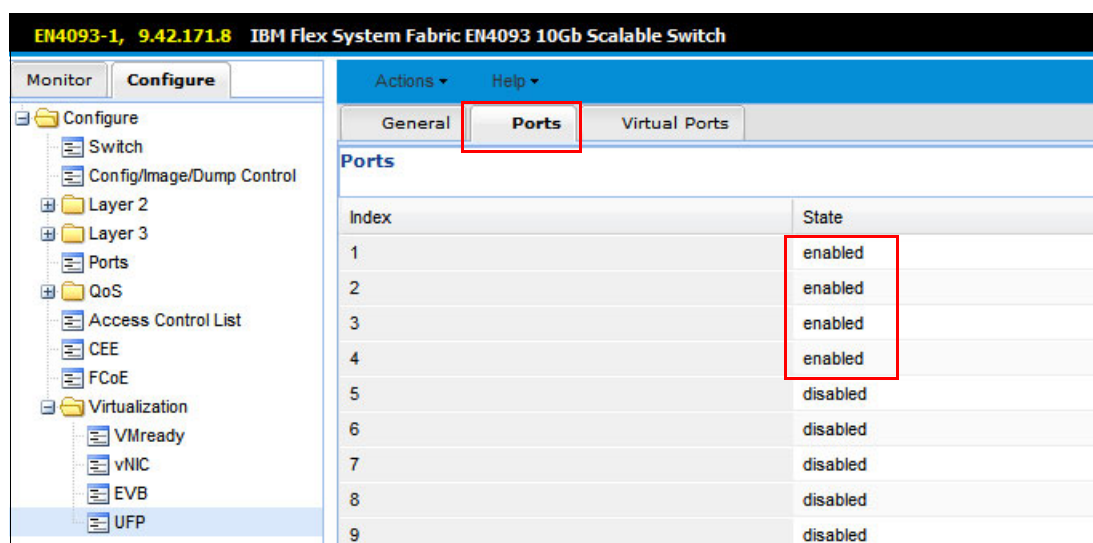 EN4093-1, 9.42.171.8 IBM Flex System Fabric EN4093 10Gb Scalable Switch
Monitor Configure
Actions Help
Configure
Switch
Config/Image/Dump Control
Layer 2
Layer 3
Ports
QoS
Access Control List
CEE
FCoE
Virtualization
VMready
vNIC
EVB
UFP
General Ports Virtual Ports
Ports
Index State
1 enabled
2 enabled
3 enabled
4 enabled
5 disabled
6 disabled
7 disabled
8 disabled
9 disabled